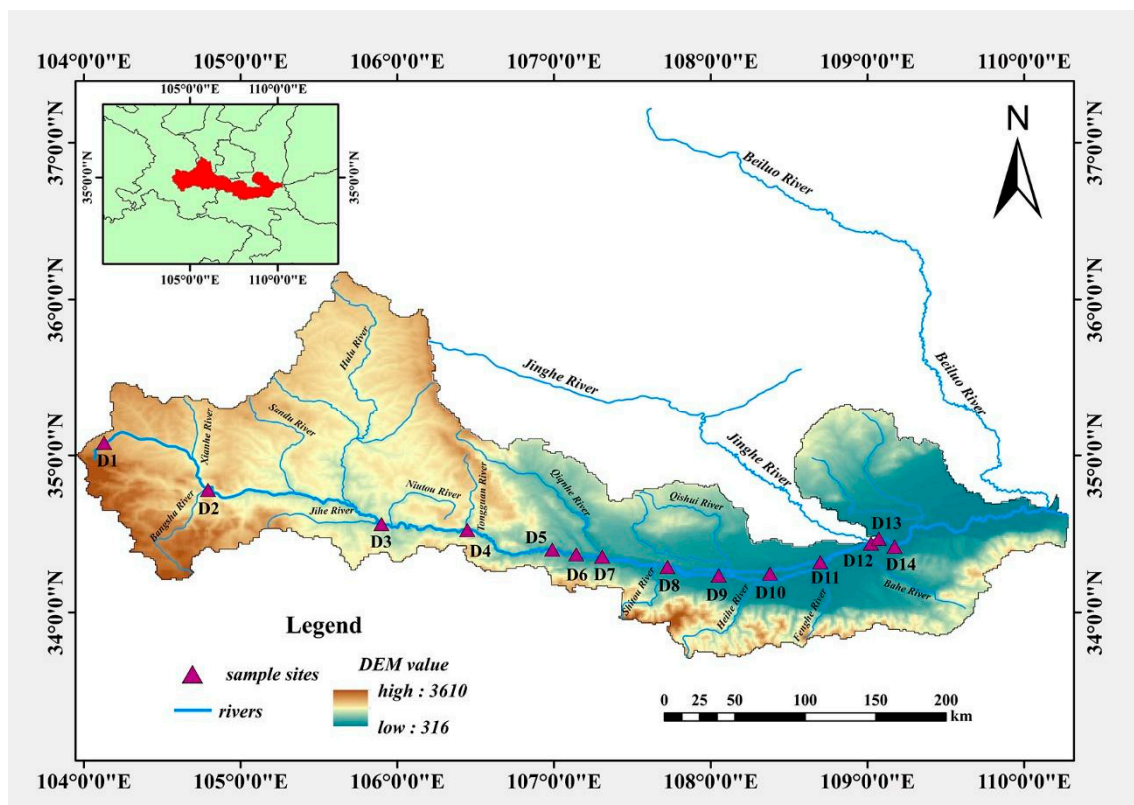 104°0'0"E 105°0'0"E 106°0'0"E 107°0'0"E 108°0'0"E 109°0'0"E 110°0'0"E
105°0'0"E 110°0'0"E
35°0'0"N
35°0'0"N
105°0'0"E 110°0'0"E
N
37°0'0"N
36°0'0"N
35°0'0"N
34°0'0"N
37°0'0"N
36°0'0"N
35°0'0"N
34°0'0"N
Beiluo River
Beiluo River
Jinghe River
Jinghe River
Hulu River
Sandu River
Xianhe River
Bangsha River
Jihe River
Niutou River
Tongguan River
Qishui River
Shitou River
Heihe River
Fenghe River
Bahe River
D1
D2
D3
D4
D5
D6
D7
D8
D9
D10
D11
D12
D13
D14
Legend
sample sites
rivers
DEM value
high : 3610
low : 316
0 25 50 100 150 200
km
104°0'0"E 105°0'0"E 106°0'0"E 107°0'0"E 108°0'0"E 109°0'0"E 110°0'0"E